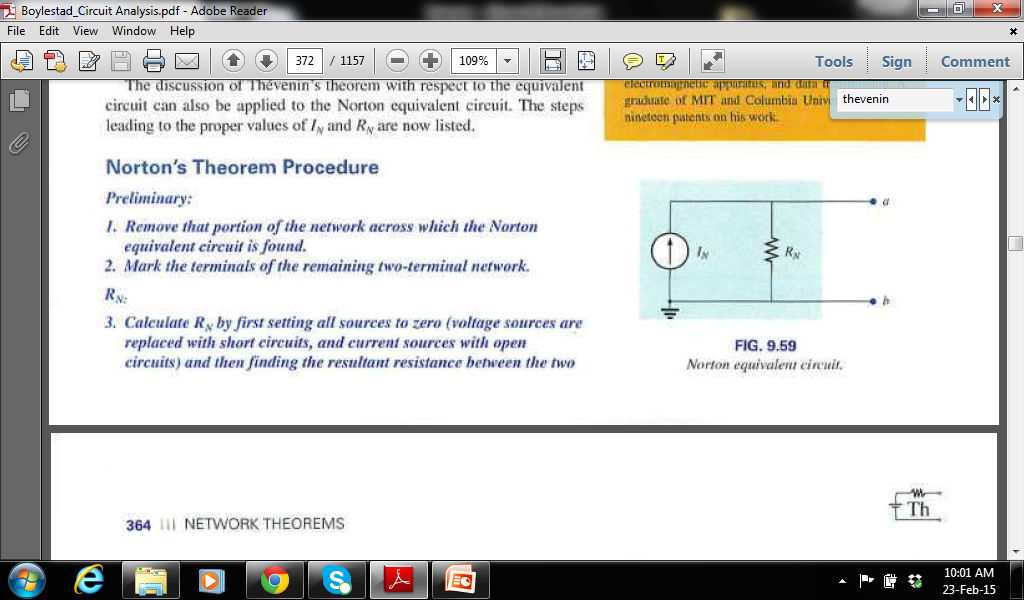 Boylestad_Circuit Analysis.pdf - Adobe Reader
File Edit View Window Help
372 / 1157 109% Tools Sign Comment
thevenin
The discussion of Thévenin's theorem with respect to the equivalent
circuit can also be applied to the Norton equivalent circuit. The steps
leading to the proper values of I_N and R_N are now listed.
electromagnetic apparatus, and data
graduate of MIT and Columbia
nineteen patents on his work.
Norton's Theorem Procedure
Preliminary:
1. Remove that portion of the network across which the Norton
equivalent circuit is found.
2. Mark the terminals of the remaining two-terminal network.
R_N:
3. Calculate R_N by first setting all sources to zero (voltage sources are
replaced with short circuits, and current sources with open
circuits) and then finding the resultant resistance between the two
a
I_N R_N
b
FIG. 9.59
Norton equivalent circuit.
Th
364 NETWORK THEOREMS
10:01 AM
23-Feb-15